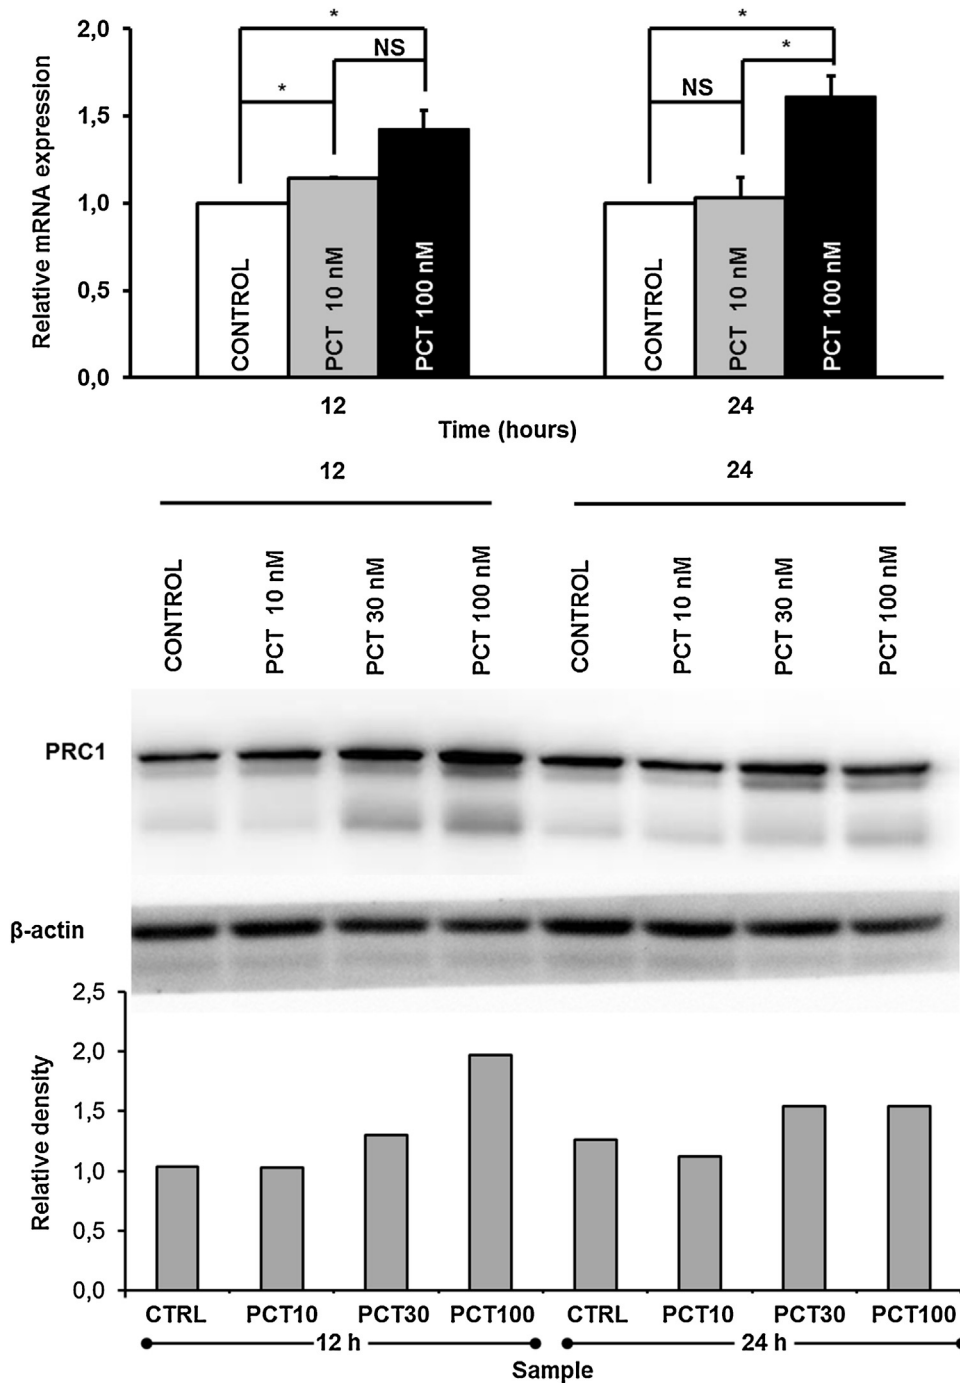 2,0
1,5
1,0
0,5
0,0
Relative mRNA expression
*
NS
*
*
*
NS
CONTROL
PCT 10 nM
PCT 100 nM
CONTROL
PCT 10 nM
PCT 100 nM
12 24
Time (hours)
12 24
CONTROL
PCT 10 nM
PCT 30 nM
PCT 100 nM
CONTROL
PCT 10 nM
PCT 30 nM
PCT 100 nM
PRC1
β-actin
2,5
2,0
1,5
1,0
0,5
0,0
Relative density
CTRL PCT10 PCT30 PCT100 CTRL PCT10 PCT30 PCT100
12 h 24 h
Sample